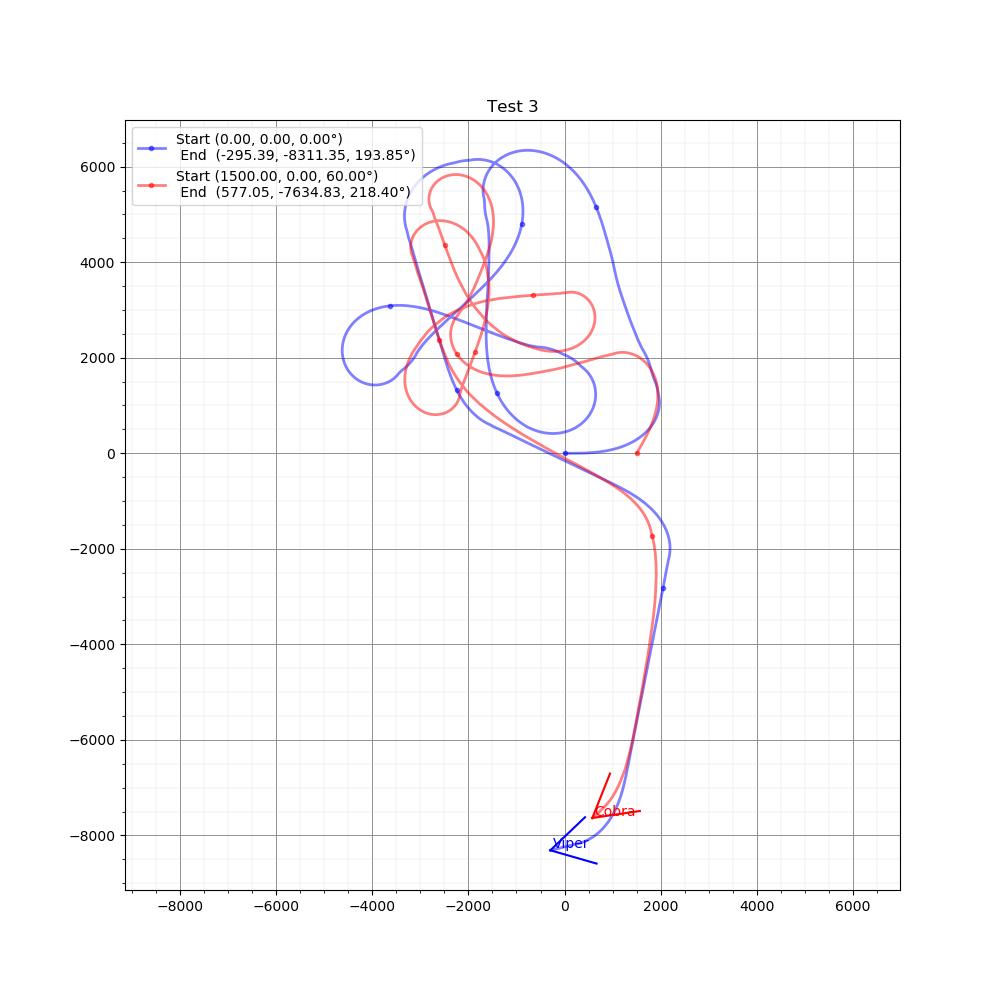 Test 3
Start (0.00, 0.00, 0.00°)
End (-295.39, -8311.35, 193.85°)
Start (1500.00, 0.00, 60.00°)
End (577.05, -7634.83, 218.40°)
6000
4000
2000
0
−2000
−4000
−6000
−8000
Cobra
Viper
−8000 −6000 −4000 −2000 0 2000 4000 6000